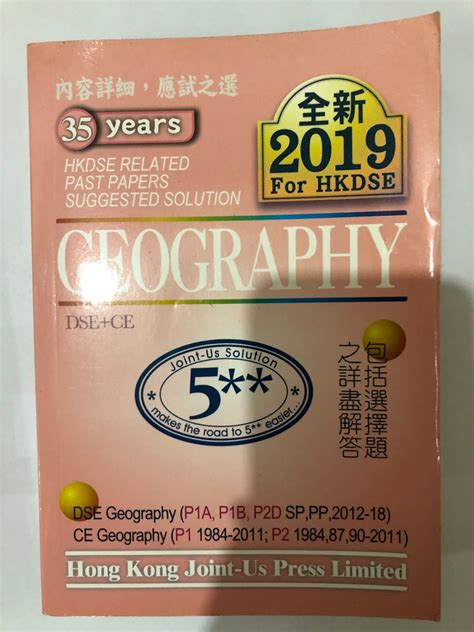 內容詳細，應試之選
35 years
HKDSE RELATED
PAST PAPERS
SUGGESTED SOLUTION
全新
2019
For HKDSE
GEOGRAPHY
DSE+CE
Joint-Us Solution
5**
makes the road to 5** easier...
包括選擇題
之詳盡解答
DSE Geography (P1A, P1B, P2D SP,PP,2012-18)
CE Geography (P1 1984-2011; P2 1984,87,90-2011)
Hong Kong Joint-Us Press Limited